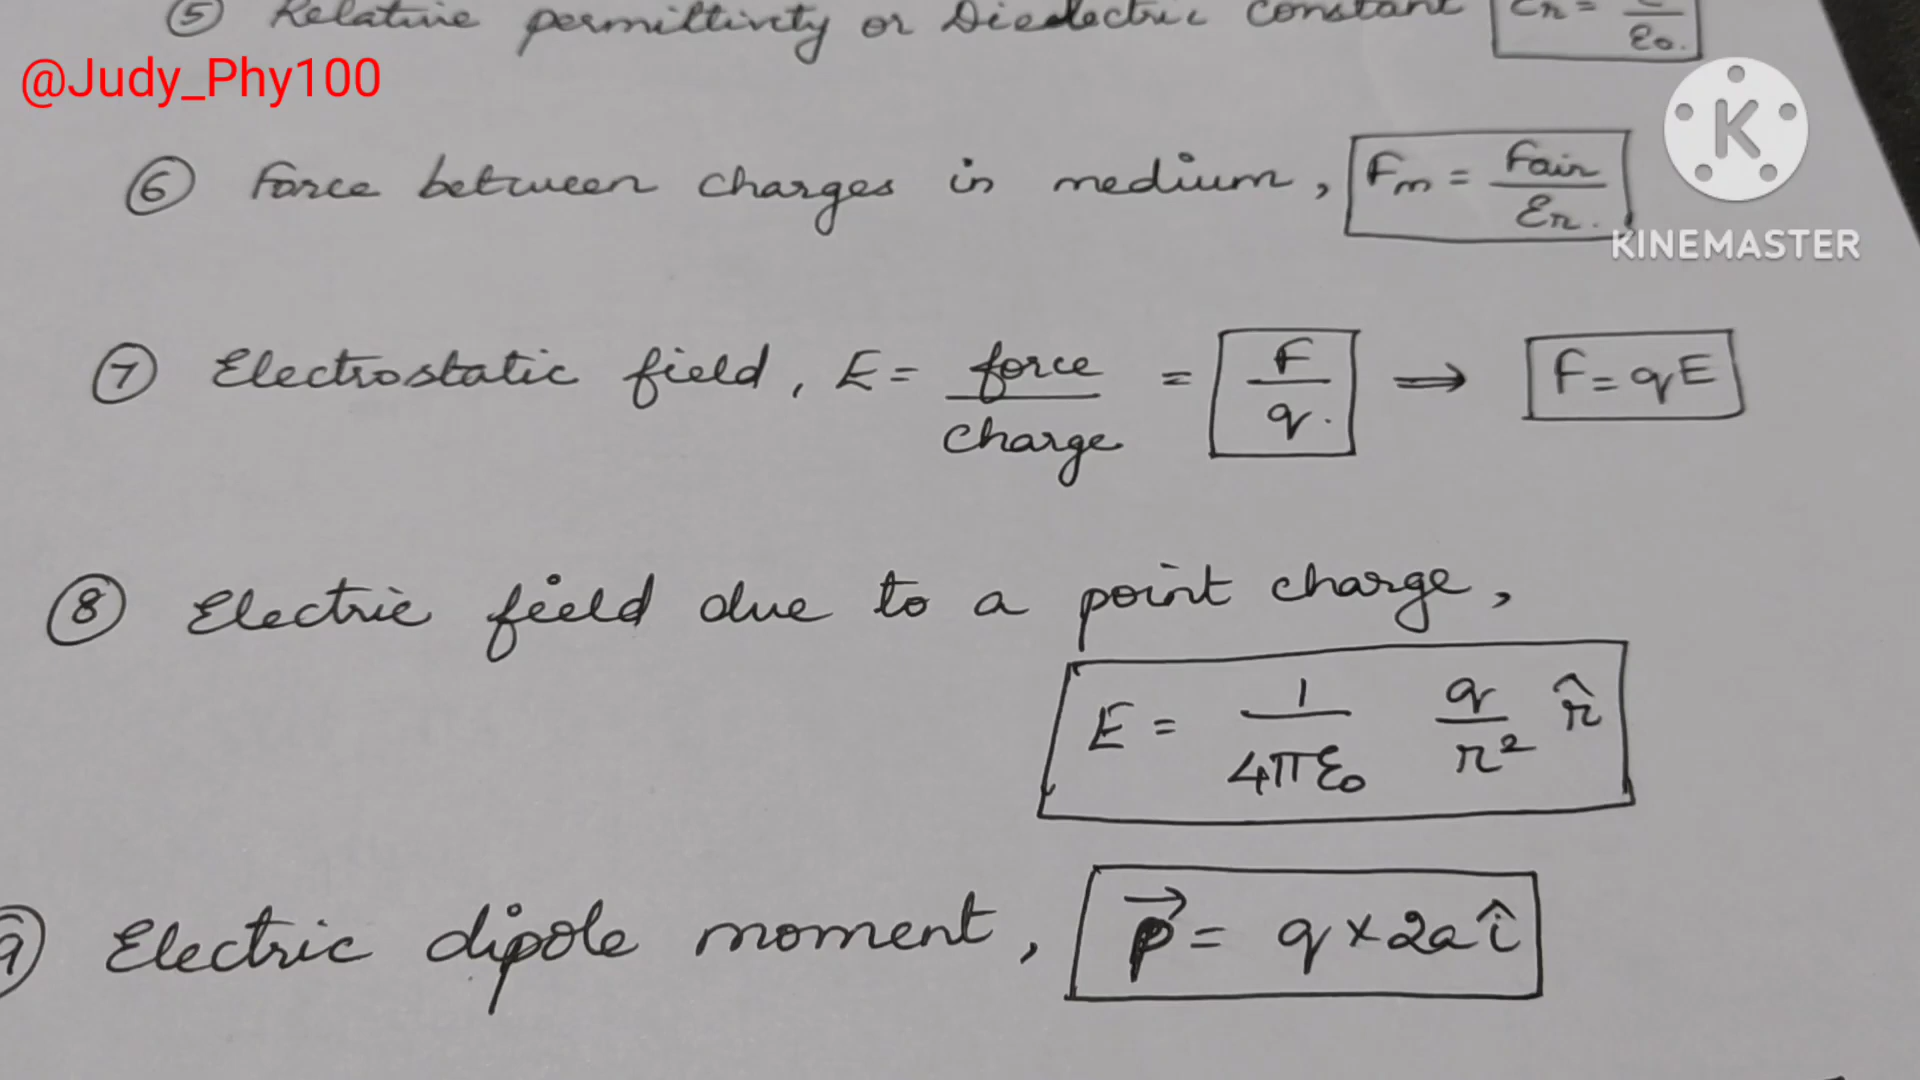 ⑤ Relative permittivity or Dielectric constant εr = ε/ε0.
@Judy_Phy100
K
KINEMASTER
⑥ Force between charges in medium, Fm = Fair/εr.
⑦ Electrostatic field, E = force/charge = F/q. ⇒ F = qE
⑧ Electric field due to a point charge,
E = 1/4πε0 q/r² r̂
⑨ Electric dipole moment, p⃗ = q × 2a î